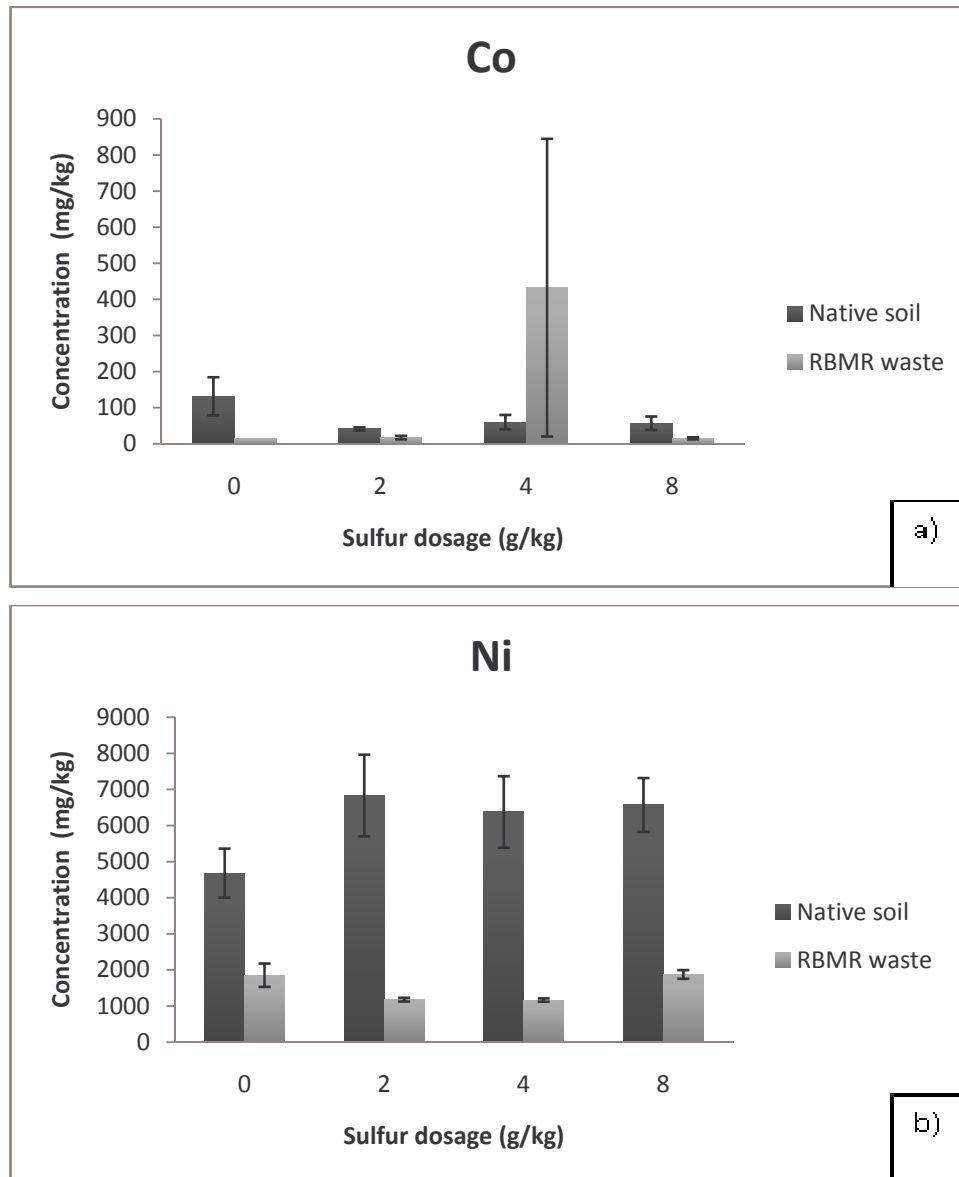 Co
Concentration (mg/kg)
900
800
700
600
500
400
300
200
100
0
0 2 4 8
Sulfur dosage (g/kg)
Native soil
RBMR waste
a)
Ni
Concentration (mg/kg)
9000
8000
7000
6000
5000
4000
3000
2000
1000
0
0 2 4 8
Sulfur dosage (g/kg)
Native soil
RBMR waste
b)